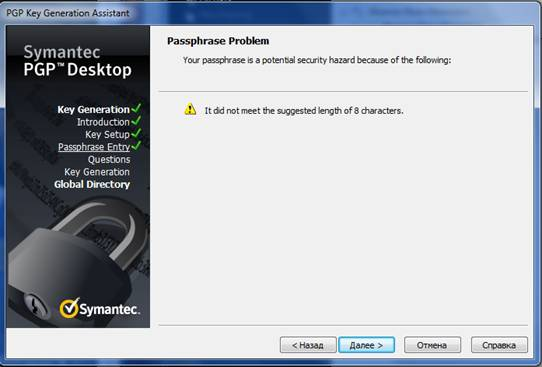 PGP Key Generation Assistant
Symantec
PGP™ Desktop
Key Generation
Introduction
Key Setup
Passphrase Entry
Questions
Key Generation
Global Directory
Symantec.
Passphrase Problem
Your passphrase is a potential security hazard because of the following:
It did not meet the suggested length of 8 characters.
< Назад
Далее >
Отмена
Справка